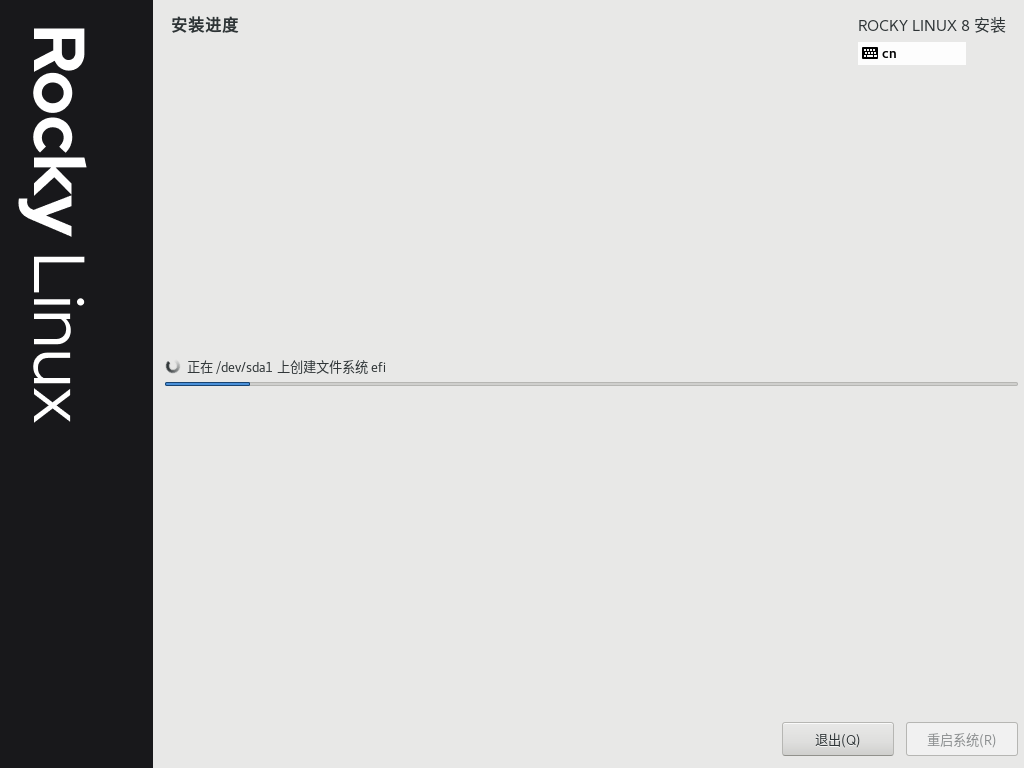 Rocky Linux
安装进度
ROCKY LINUX 8 安装
cn
正在 /dev/sda1 上创建文件系统 efi
退出(Q)
重启系统(R)